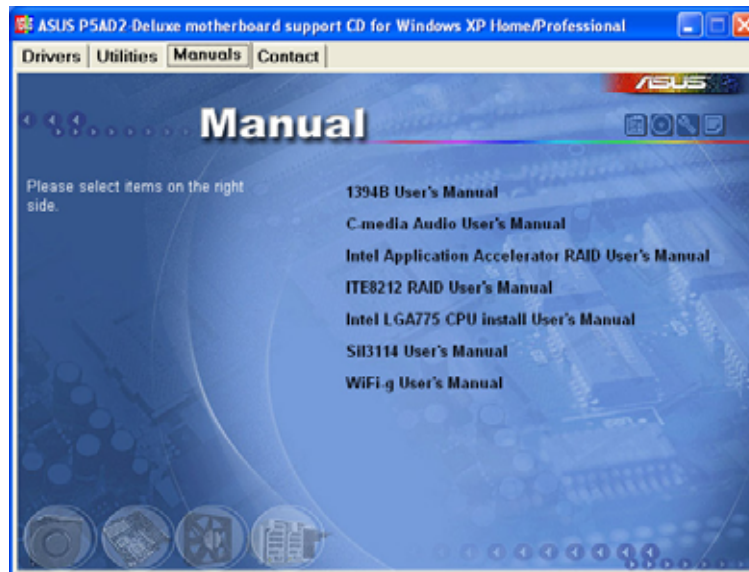 ASUS P5AD2-Deluxe motherboard support CD for Windows XP Home/Professional
Drivers Utilities Manuals Contact
ASUS
Manual
Please select items on the right
side.
1394B User's Manual
C-media Audio User's Manual
Intel Application Accelerator RAID User's Manual
ITE8212 RAID User's Manual
Intel LGA775 CPU install User's Manual
Sil3114 User's Manual
WiFi-g User's Manual